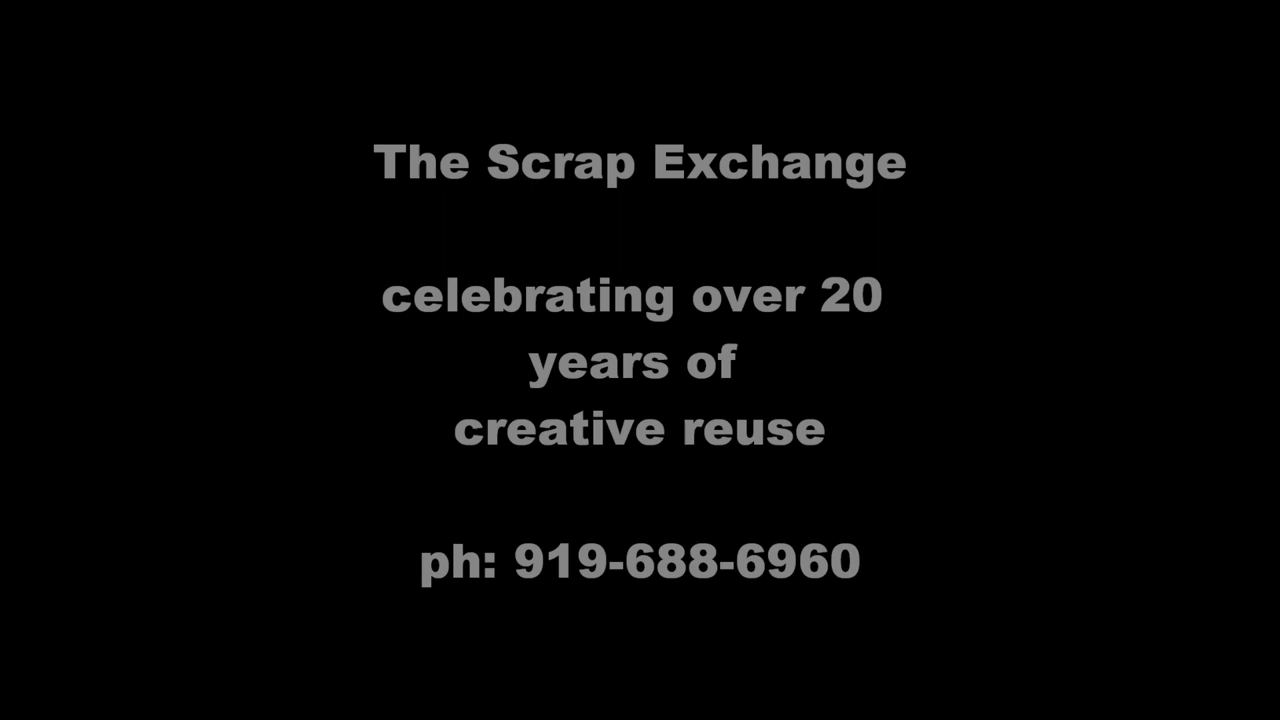 The Scrap Exchange
celebrating over 20
years of
creative reuse
ph: 919-688-6960